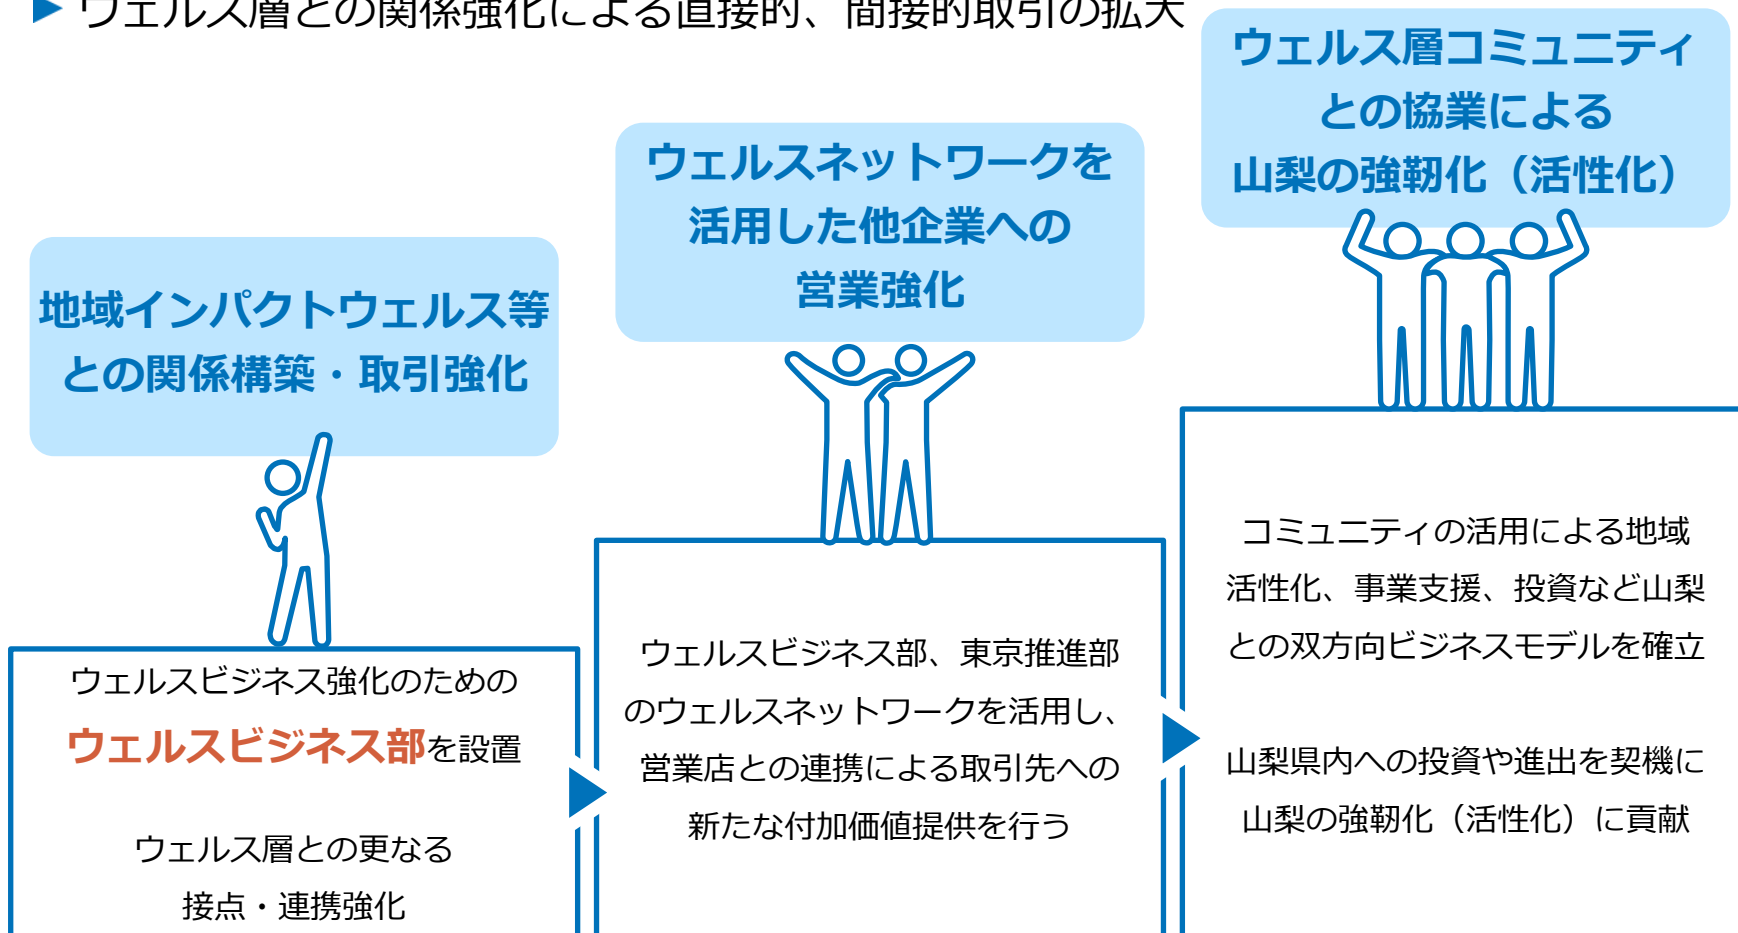 ウェルス層との関係強化による直接的、間接的取引の拡大
地域インパクトウェルス等
との関係構築・取引強化
ウェルスビジネス強化のための
ウェルスビジネス部を設置
ウェルス層との更なる
接点・連携強化
ウェルスネットワークを
活用した他企業への
営業強化
ウェルスビジネス部、東京推進部
のウェルスネットワークを活用し、
営業店との連携による取引先への
新たな付加価値提供を行う
ウェルス層コミュニティ
との協業による
山梨の強靭化（活性化）
コミュニティの活用による地域
活性化、事業支援、投資など山梨
との双方向ビジネスモデルを確立
山梨県内への投資や進出を契機に
山梨の強靭化（活性化）に貢献